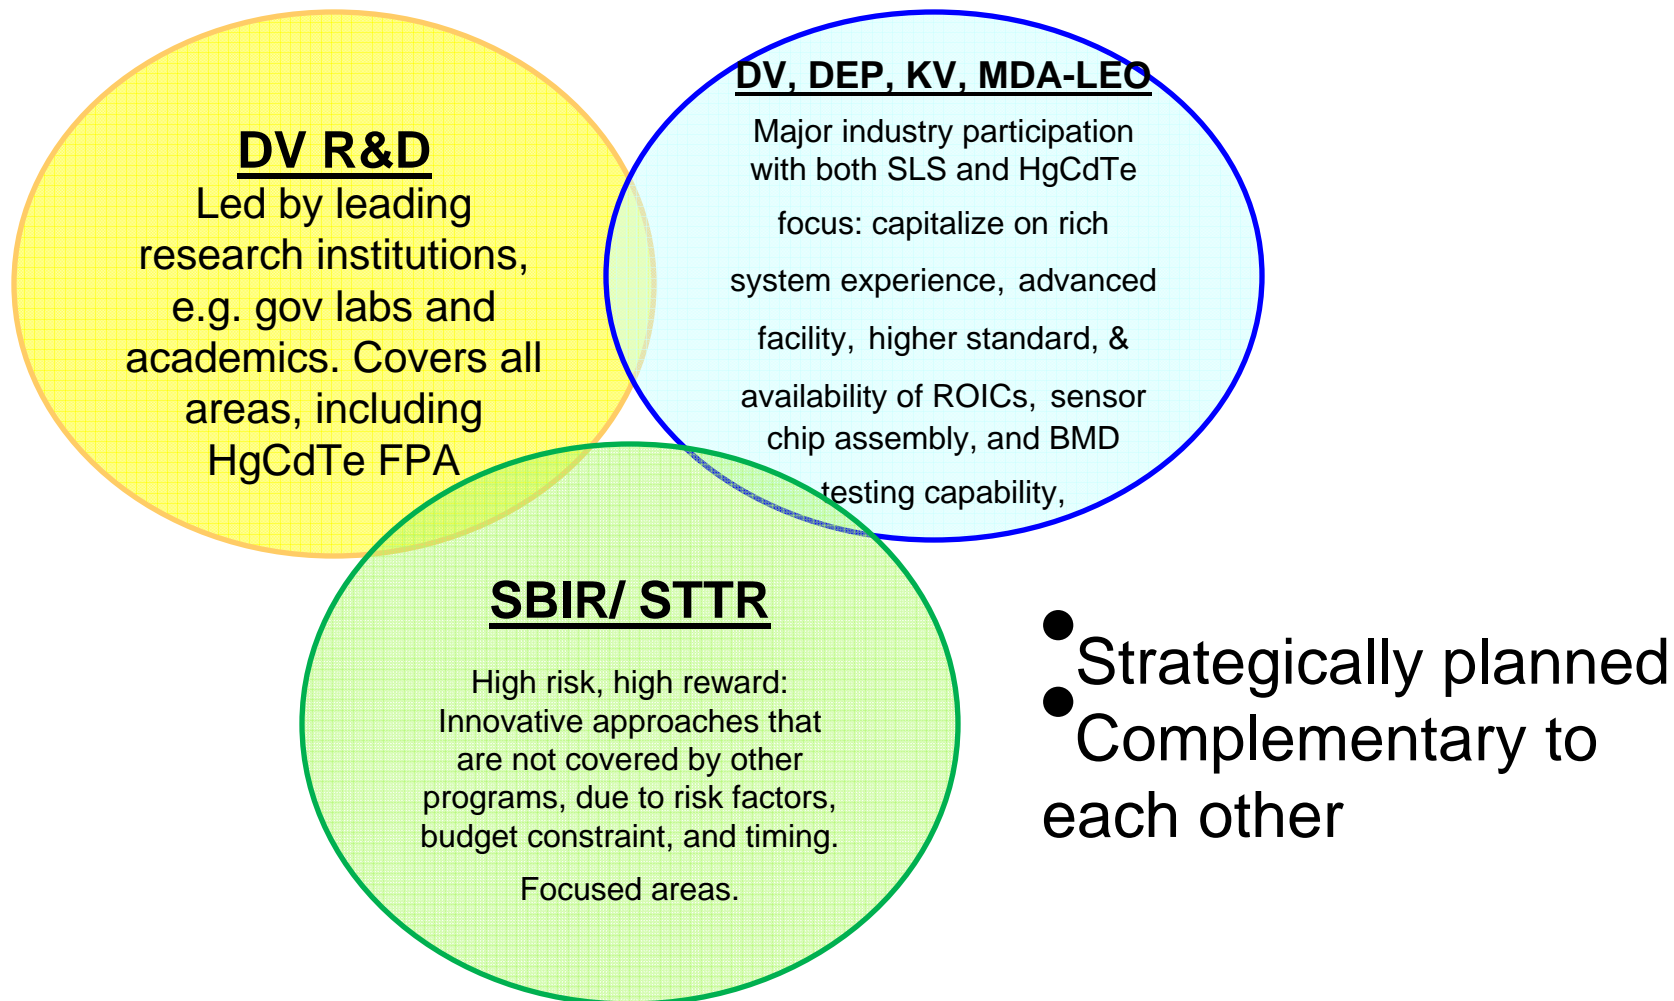 DV R&D
Led by leading
research institutions,
e.g. gov labs and
academics. Covers all
areas, including
HgCdTe FPA
DV, DEP, KV, MDA-LEO
Major industry participation
with both SLS and HgCdTe
focus: capitalize on rich
system experience, advanced
facility, higher standard, &
availability of ROICs, sensor
chip assembly, and BMD
testing capability,
SBIR/ STTR
High risk, high reward:
Innovative approaches that
are not covered by other
programs, due to risk factors,
budget constraint, and timing.
Focused areas.
•Strategically planned
•Complementary to
each other